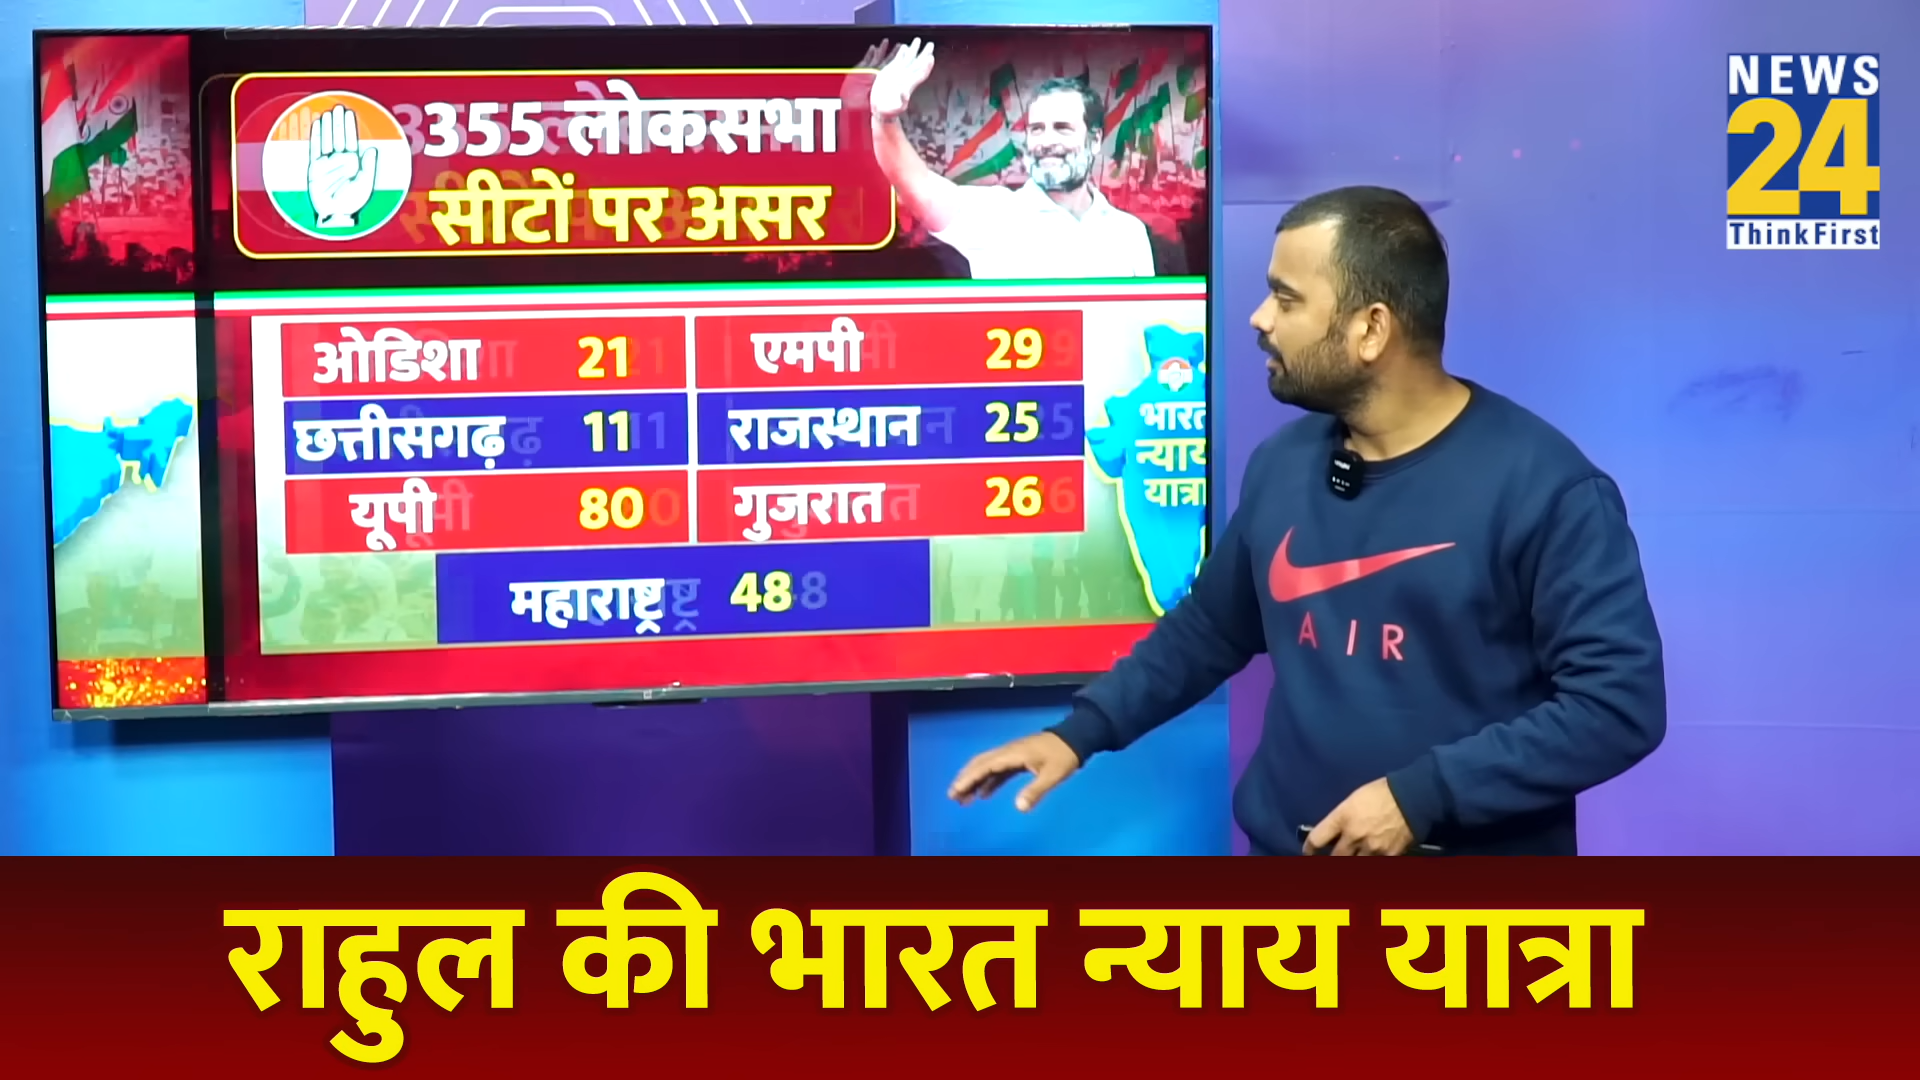 355 लोकसभा
सीटों पर असर
ओडिशा 21
एमपी 29
छत्तीसगढ़ 11
राजस्थान 25
यूपी 80
गुजरात 26
महाराष्ट्र 48
भारत
न्याय
यात्रा
NEWS
24
ThinkFirst
AIR
राहुल की भारत न्याय यात्रा